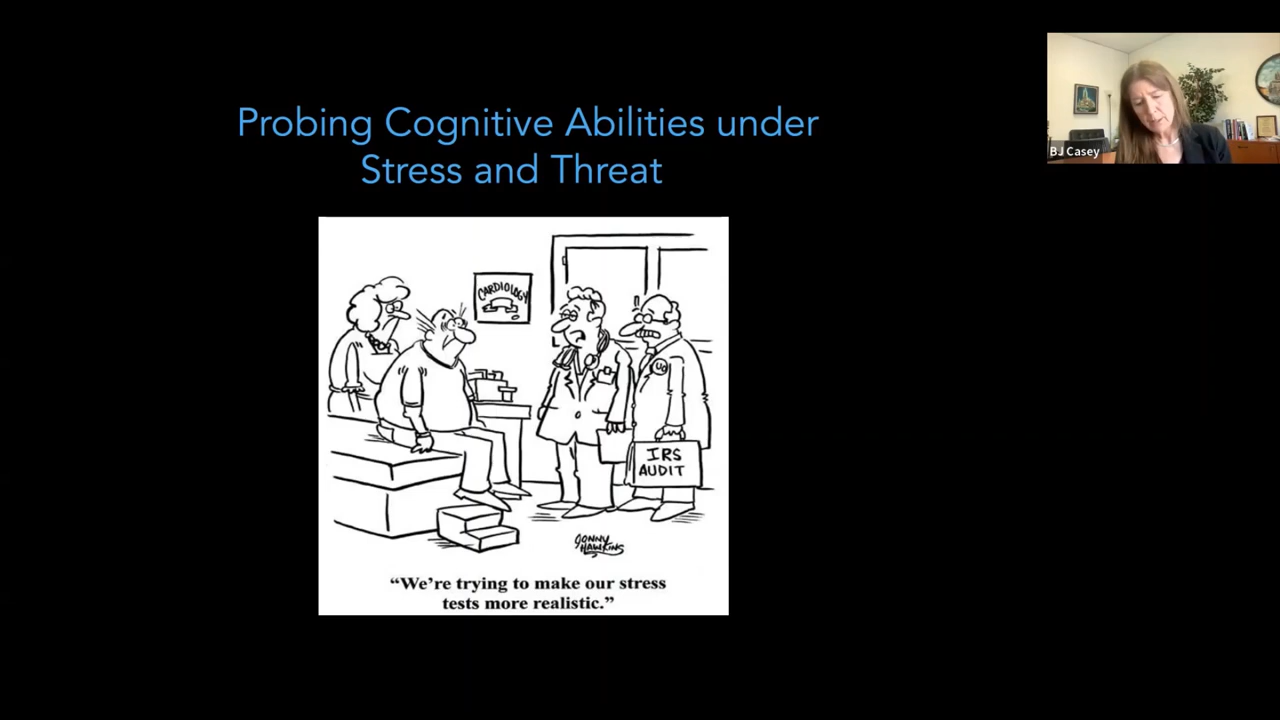 Probing Cognitive Abilities under
Stress and Threat
BJ Casey
CARDIOLOGY
IRS
AUDIT
JONNY
HAWKINS
“We’re trying to make our stress
tests more realistic.”